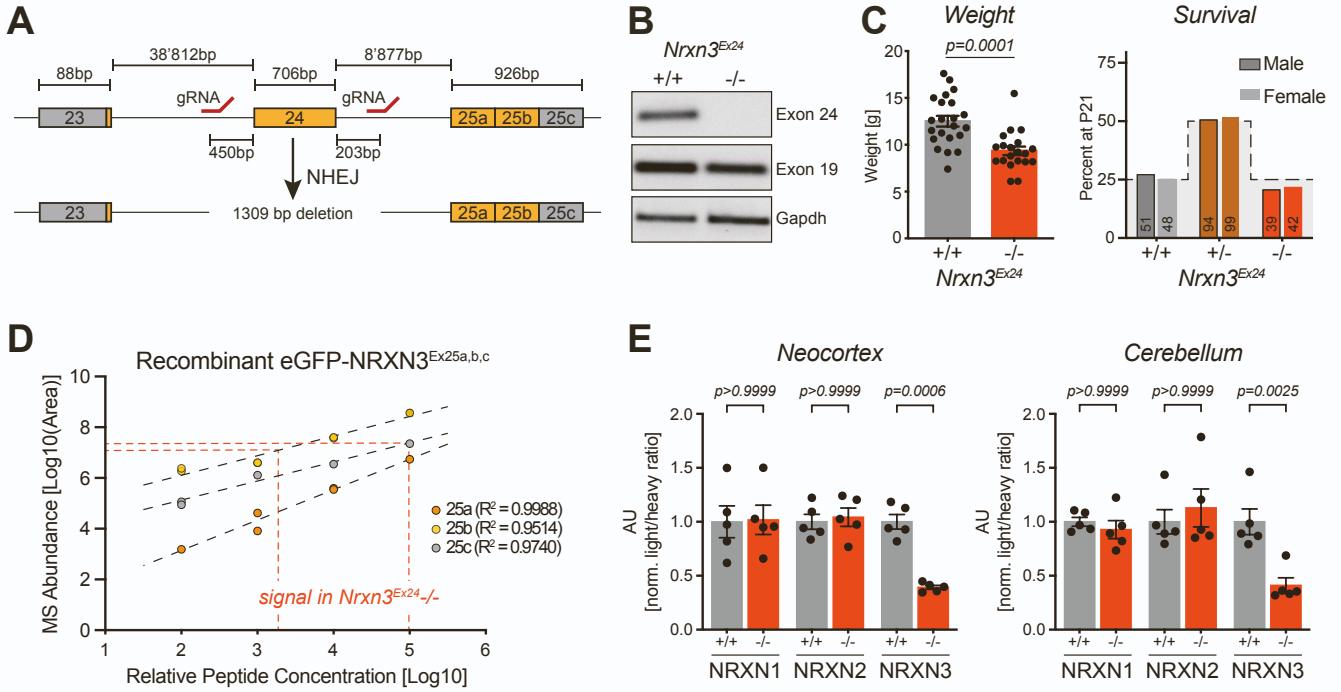 A
38'812bp
8'877bp
88bp
706bp
926bp
gRNA
gRNA
23
24
25a
25b
25c
450bp
203bp
NHEJ
23
1309 bp deletion
25a
25b
25c
B
Nrxn3Ex24
+/+ -/-
Exon 24
Exon 19
Gapdh
C
Weight
p=0.0001
20
15
10
5
0
Weight [g]
+/+ -/-
Nrxn3Ex24
Survival
Male
Female
75
50
25
0
Percent at P21
51 48 94 99 39 42
+/+ +/- -/-
Nrxn3Ex24
D
Recombinant eGFP-NRXN3Ex25a,b,c
10
8
6
4
2
0
MS Abundance [Log10(Area)]
25a (R2 = 0.9988)
25b (R2 = 0.9514)
25c (R2 = 0.9740)
signal in Nrxn3Ex24-/-
1 2 3 4 5 6
Relative Peptide Concentration [Log10]
E
Neocortex
p>0.9999 p>0.9999 p=0.0006
2.0
1.5
1.0
0.5
0.0
AU
[norm. light/heavy ratio]
+/+ -/- +/+ -/- +/+ -/-
NRXN1 NRXN2 NRXN3
Cerebellum
p>0.9999 p>0.9999 p=0.0025
2.0
1.5
1.0
0.5
0.0
AU
[norm. light/heavy ratio]
+/+ -/- +/+ -/- +/+ -/-
NRXN1 NRXN2 NRXN3